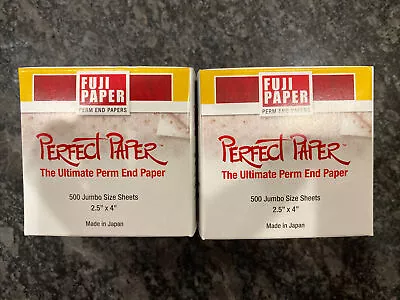 FUJI
PAPER
PERM END PAPERS
PERFECT PAPER™
The Ultimate Perm End Paper
500 Jumbo Size Sheets
2.5" x 4"
Made in Japan
FUJI
PAPER
PERM END PAPERS
PERFECT PAPER™
The Ultimate Perm End Paper
500 Jumbo Size Sheets
2.5" x 4"
Made in Japan